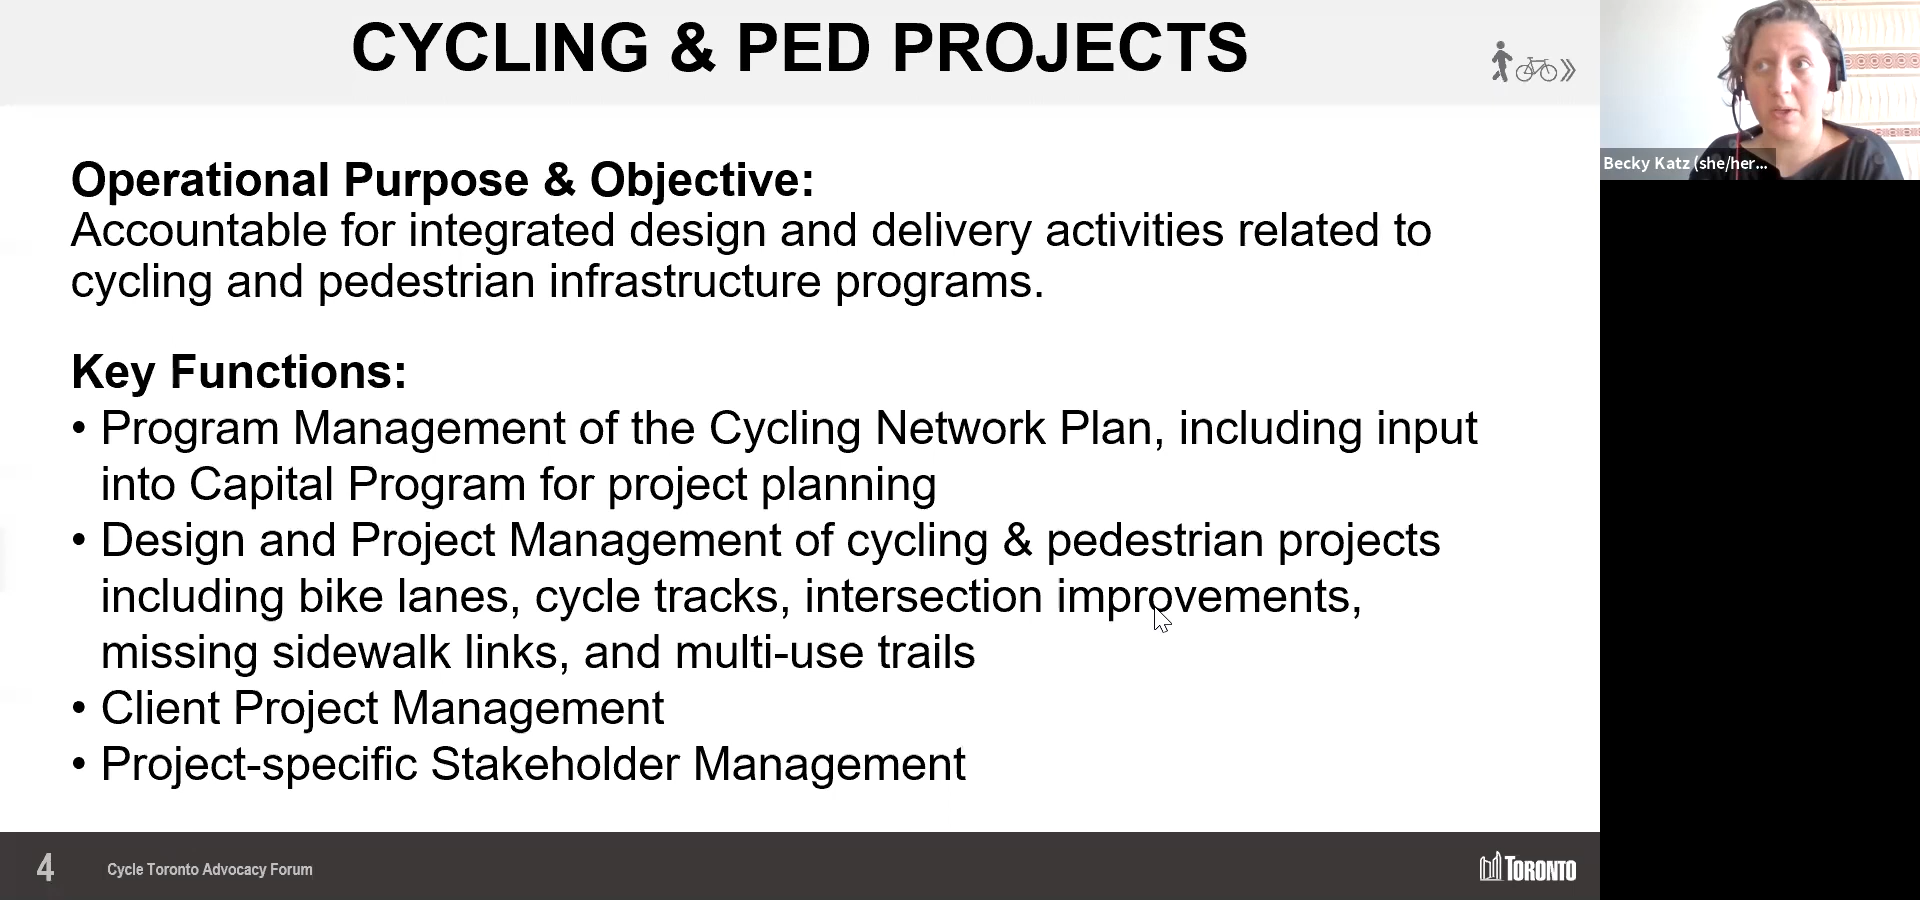 CYCLING & PED PROJECTS
Becky Katz (she/her...
Operational Purpose & Objective:
Accountable for integrated design and delivery activities related to
cycling and pedestrian infrastructure programs.
Key Functions:
• Program Management of the Cycling Network Plan, including input
into Capital Program for project planning
• Design and Project Management of cycling & pedestrian projects
including bike lanes, cycle tracks, intersection improvements,
missing sidewalk links, and multi-use trails
• Client Project Management
• Project-specific Stakeholder Management
4
Cycle Toronto Advocacy Forum
TORONTO